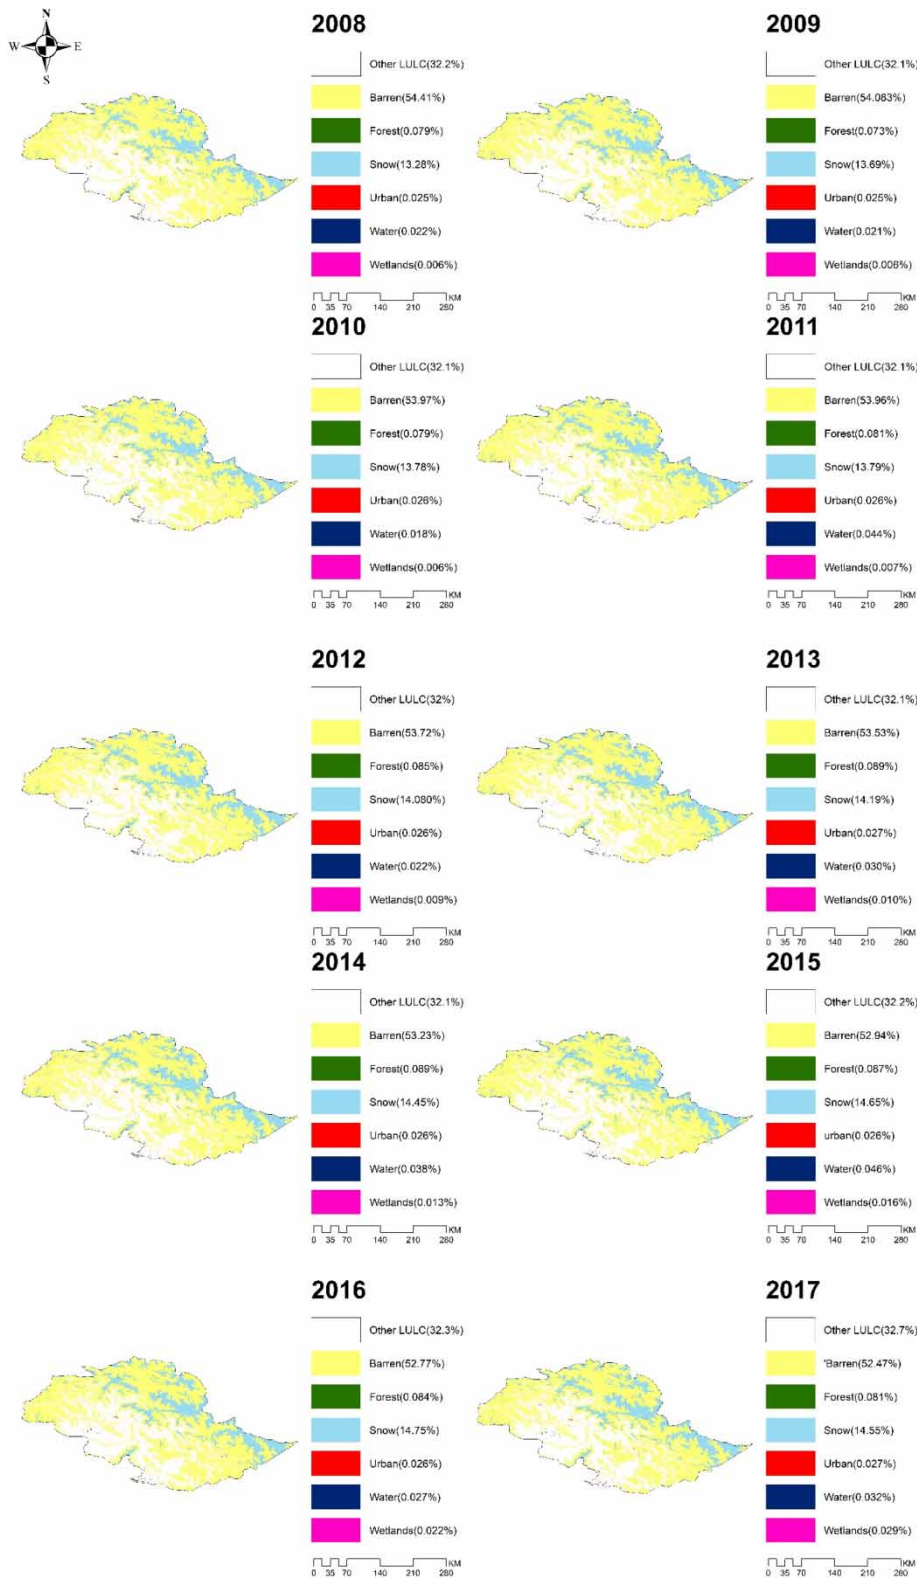 N
W E
S
2008
Other LULC(32.2%)
Barren(54.41%)
Forest(0.079%)
Snow(13.28%)
Urban(0.025%)
Water(0.022%)
Wetlands(0.006%)
KM
0 35 70 140 210 280
2009
Other LULC(32.1%)
Barren(54.083%)
Forest(0.073%)
Snow(13.69%)
Urban(0.025%)
Water(0.021%)
Wetlands(0.006%)
KM
0 35 70 140 210 280
2010
Other LULC(32.1%)
Barren(53.97%)
Forest(0.079%)
Snow(13.78%)
Urban(0.026%)
Water(0.018%)
Wetlands(0.006%)
KM
0 35 70 140 210 280
2011
Other LULC(32.1%)
Barren(53.96%)
Forest(0.081%)
Snow(13.79%)
Urban(0.026%)
Water(0.044%)
Wetlands(0.007%)
KM
0 35 70 140 210 280
2012
Other LULC(32%)
Barren(53.72%)
Forest(0.085%)
Snow(14.080%)
Urban(0.026%)
Water(0.022%)
Wetlands(0.009%)
KM
0 35 70 140 210 280
2013
Other LULC(32.1%)
Barren(53.53%)
Forest(0.089%)
Snow(14.19%)
Urban(0.027%)
Water(0.030%)
Wetlands(0.010%)
KM
0 35 70 140 210 280
2014
Other LULC(32.1%)
Barren(53.23%)
Forest(0.089%)
Snow(14.45%)
Urban(0.026%)
Water(0.038%)
Wetlands(0.013%)
KM
0 35 70 140 210 280
2015
Other LULC(32.2%)
Barren(52.94%)
Forest(0.087%)
Snow(14.65%)
urban(0.026%)
Water(0.046%)
Wetlands(0.016%)
KM
0 35 70 140 210 280
2016
Other LULC(32.3%)
Barren(52.77%)
Forest(0.084%)
Snow(14.75%)
Urban(0.026%)
Water(0.027%)
Wetlands(0.022%)
KM
0 35 70 140 210 280
2017
Other LULC(32.7%)
'Barren(52.47%)
Forest(0.081%)
Snow(14.55%)
Urban(0.027%)
Water(0.032%)
Wetlands(0.029%)
KM
0 35 70 140 210 280